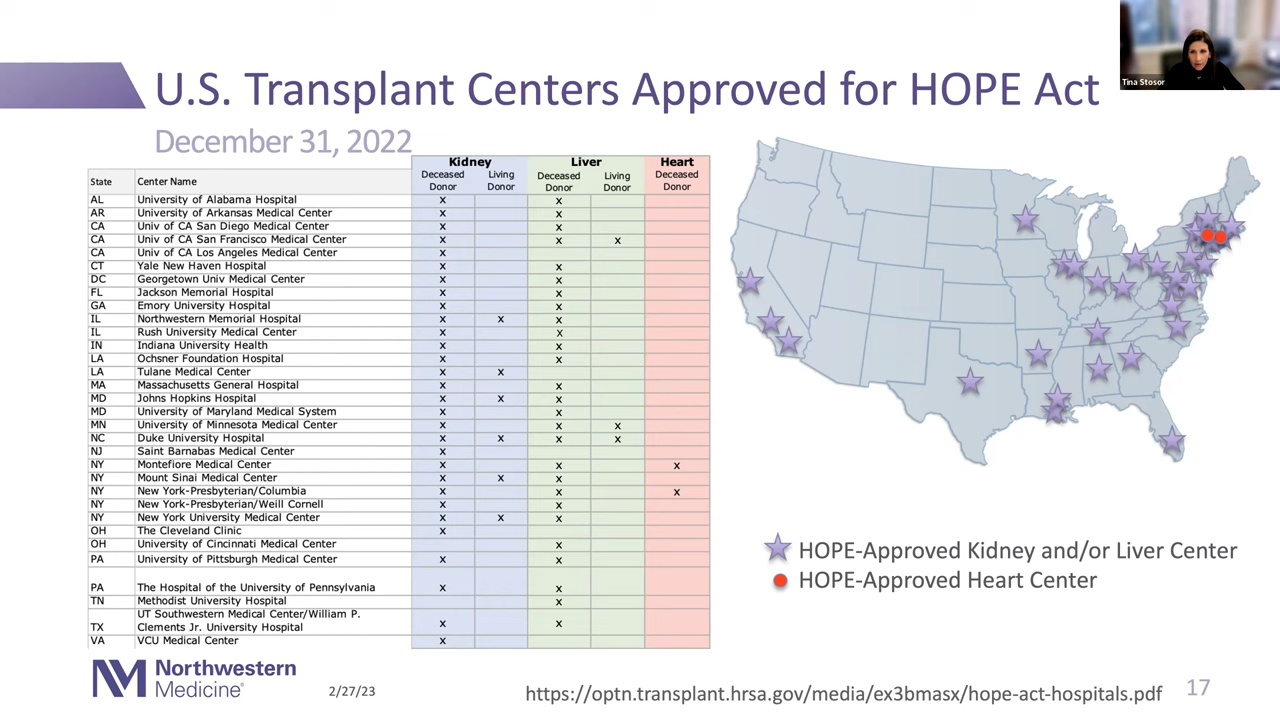 Tina Stosor
U.S. Transplant Centers Approved for HOPE Act
December 31, 2022
Kidney Liver Heart
State Center Name Deceased Donor Living Donor Deceased Donor Living Donor Deceased Donor
AL University of Alabama Hospital x x
AR University of Arkansas Medical Center x x
CA Univ of CA San Diego Medical Center x x
CA Univ of CA San Francisco Medical Center x x x
CA Univ of CA Los Angeles Medical Center x
CT Yale New Haven Hospital x x
DC Georgetown Univ Medical Center x x
FL Jackson Memorial Hospital x x
GA Emory University Hospital x x
IL Northwestern Memorial Hospital x x x
IL Rush University Medical Center x x
IN Indiana University Health x x
LA Ochsner Foundation Hospital x x
LA Tulane Medical Center x x
MA Massachusetts General Hospital x x
MD Johns Hopkins Hospital x x x
MD University of Maryland Medical System x x
MN University of Minnesota Medical Center x x x
NC Duke University Hospital x x x x
NJ Saint Barnabas Medical Center x
NY Montefiore Medical Center x x x
NY Mount Sinai Medical Center x x x
NY New York-Presbyterian/Columbia x x x
NY New York-Presbyterian/Weill Cornell x x
NY New York University Medical Center x x x
OH The Cleveland Clinic x
OH University of Cincinnati Medical Center x
PA University of Pittsburgh Medical Center x x
PA The Hospital of the University of Pennsylvania x x
TN Methodist University Hospital x
UT Southwestern Medical Center/William P.
TX Clements Jr. University Hospital x x
VA VCU Medical Center x
HOPE-Approved Kidney and/or Liver Center
HOPE-Approved Heart Center
NM Northwestern
Medicine®
2/27/23
https://optn.transplant.hrsa.gov/media/ex3bmasx/hope-act-hospitals.pdf
17